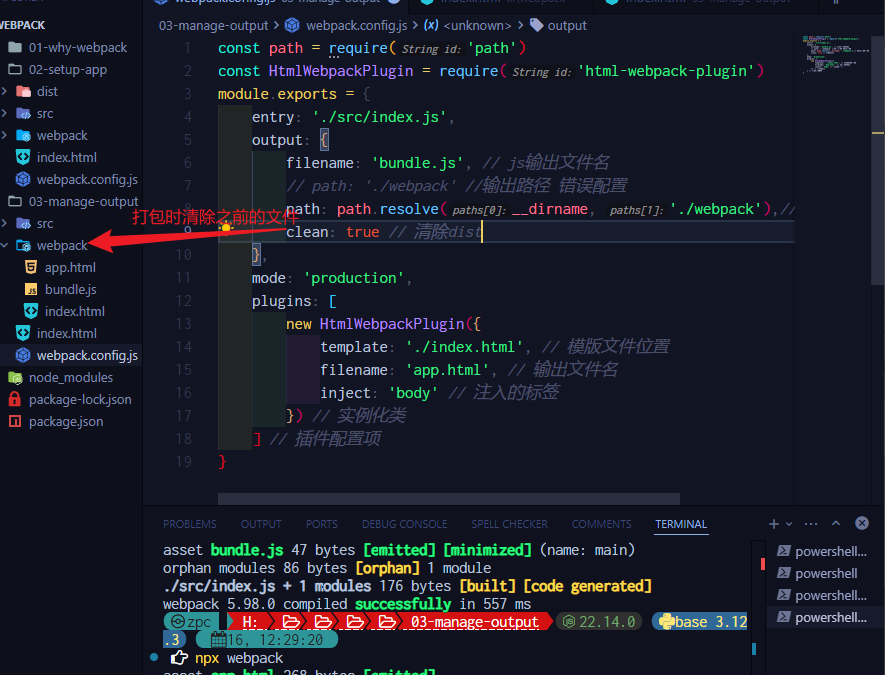 WEBPACK
01-why-webpack
02-setup-app
dist
src
webpack
index.html
webpack.config.js
03-manage-output
src
webpack
app.html
bundle.js
index.html
index.html
webpack.config.js
node_modules
package-lock.json
package.json
打包时清除之前的文件
03-manage-output > webpack.config.js > (x) <unknown> > output
1 const path = require( String id: 'path')
2 const HtmlWebpackPlugin = require( String id: 'html-webpack-plugin')
3 module.exports = {
4 entry: './src/index.js',
5 output: {
6 filename: 'bundle.js', // js输出文件名
7 // path: './webpack' //输出路径 错误配置
8 path: path.resolve( paths[0]: __dirname, paths[1]: './webpack'),//
9 clean: true // 清除dist
10 },
11 mode: 'production',
12 plugins: [
13 new HtmlWebpackPlugin({
14 template: './index.html', // 模版文件位置
15 filename: 'app.html', // 输出文件名
16 inject: 'body' // 注入的标签
17 }) // 实例化类
18 ] // 插件配置项
19 }
PROBLEMS OUTPUT PORTS DEBUG CONSOLE SPELL CHECKER COMMENTS TERMINAL
asset bundle.js 47 bytes [emitted] [minimized] (name: main)
orphan modules 86 bytes [orphan] 1 module
./src/index.js + 1 modules 176 bytes [built] [code generated]
webpack 5.98.0 compiled successfully in 557 ms
zpc H: 03-manage-output 22.14.0 base 3.12
.3 16, 12:29:20
npx webpack
asset app.html 268 bytes [emitted]
powershell...
powershell
powershell...
powershell...